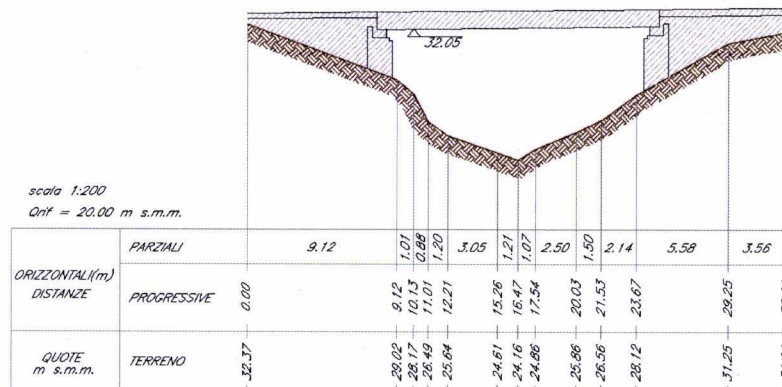 32.05
scala 1:200
Qrif = 20.00 m s.m.m.
ORIZZONTALI(m)
DISTANZE
PARZIALI 9.12 1.01 0.88 1.20 3.05 1.21 1.07 2.50 1.50 2.14 5.58 3.56
PROGRESSIVE 0.00 9.12 10.13 11.01 12.21 15.26 16.47 17.54 20.03 21.53 23.67 29.25
QUOTE
m s.m.m.
TERRENO 32.37 29.02 28.17 26.49 25.64 24.61 24.16 24.86 25.86 26.56 28.12 31.25